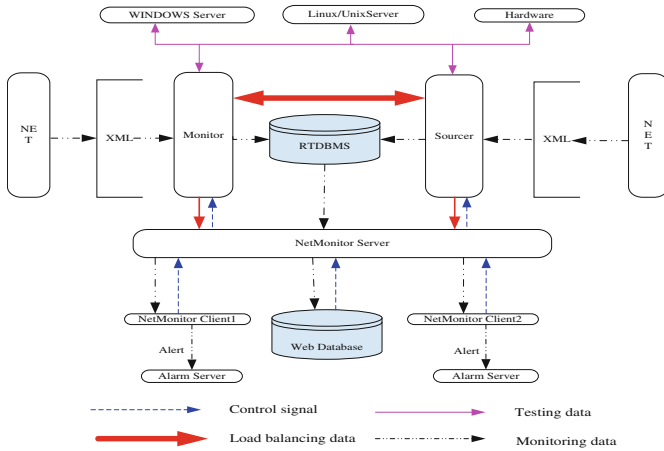 WINDOWS Server
Linux/UnixServer
Hardware
NE
T
XML
Monitor
RTDBMS
Sourcer
XML
N
E
T
NetMonitor Server
NetMonitor Client1
Web Database
NetMonitor Client2
Alert
Alert
Alarm Server
Alarm Server
Control signal
Testing data
Load balancing data
Monitoring data